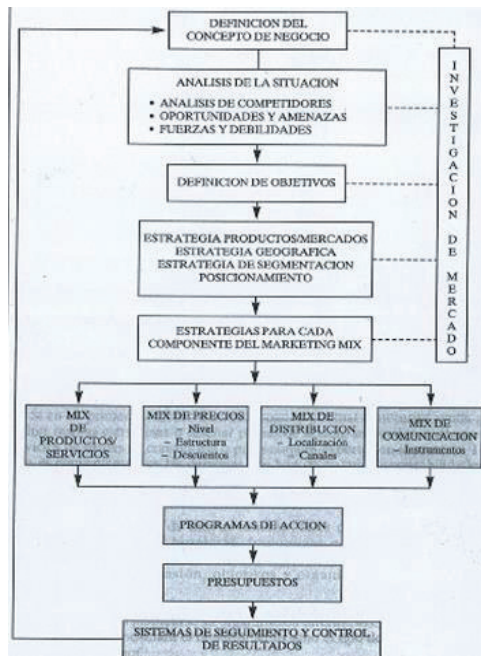 DEFINICION DEL
CONCEPTO DE NEGOCIO
ANALISIS DE LA SITUACION
• ANALISIS DE COMPETIDORES
• OPORTUNIDADES Y AMENAZAS
• FUERZAS Y DEBILIDADES
DEFINICION DE OBJETIVOS
ESTRATEGIA PRODUCTOS/MERCADOS
ESTRATEGIA GEOGRAFICA
ESTRATEGIA DE SEGMENTACION
POSICIONAMIENTO
ESTRATEGIAS PARA CADA
COMPONENTE DEL MARKETING MIX
INVESTIGACION DE MERCADO
MIX
DE
PRODUCTOS/
SERVICIOS
MIX DE PRECIOS
– Nivel
– Estructura
– Descuentos
MIX DE
DISTRIBUCION
– Localización
– Canales
MIX DE
COMUNICACION
– Instrumentos
PROGRAMAS DE ACCION
PRESUPUESTOS
SISTEMAS DE SEGUIMIENTO Y CONTROL
DE RESULTADOS